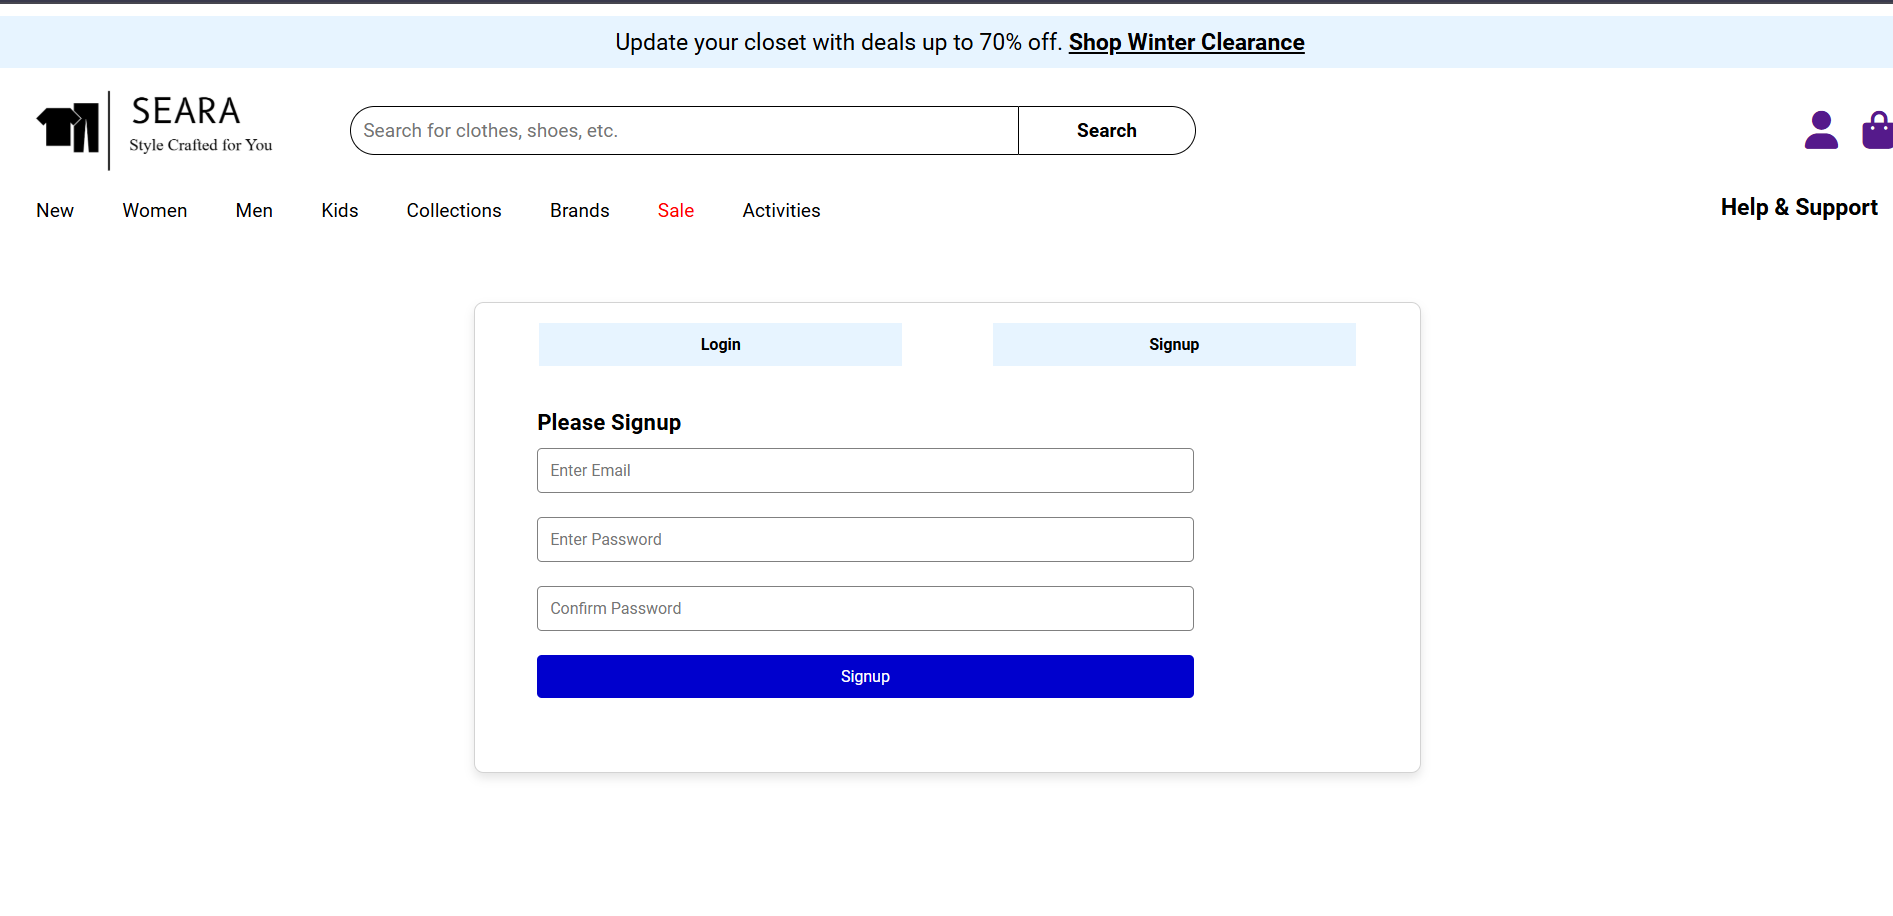 Update your closet with deals up to 70% off. Shop Winter Clearance
SEARA
Style Crafted for You
Search for clothes, shoes, etc.
Search
New Women Men Kids Collections Brands Sale Activities
Help & Support
Login
Signup
Please Signup
Enter Email
Enter Password
Confirm Password
Signup